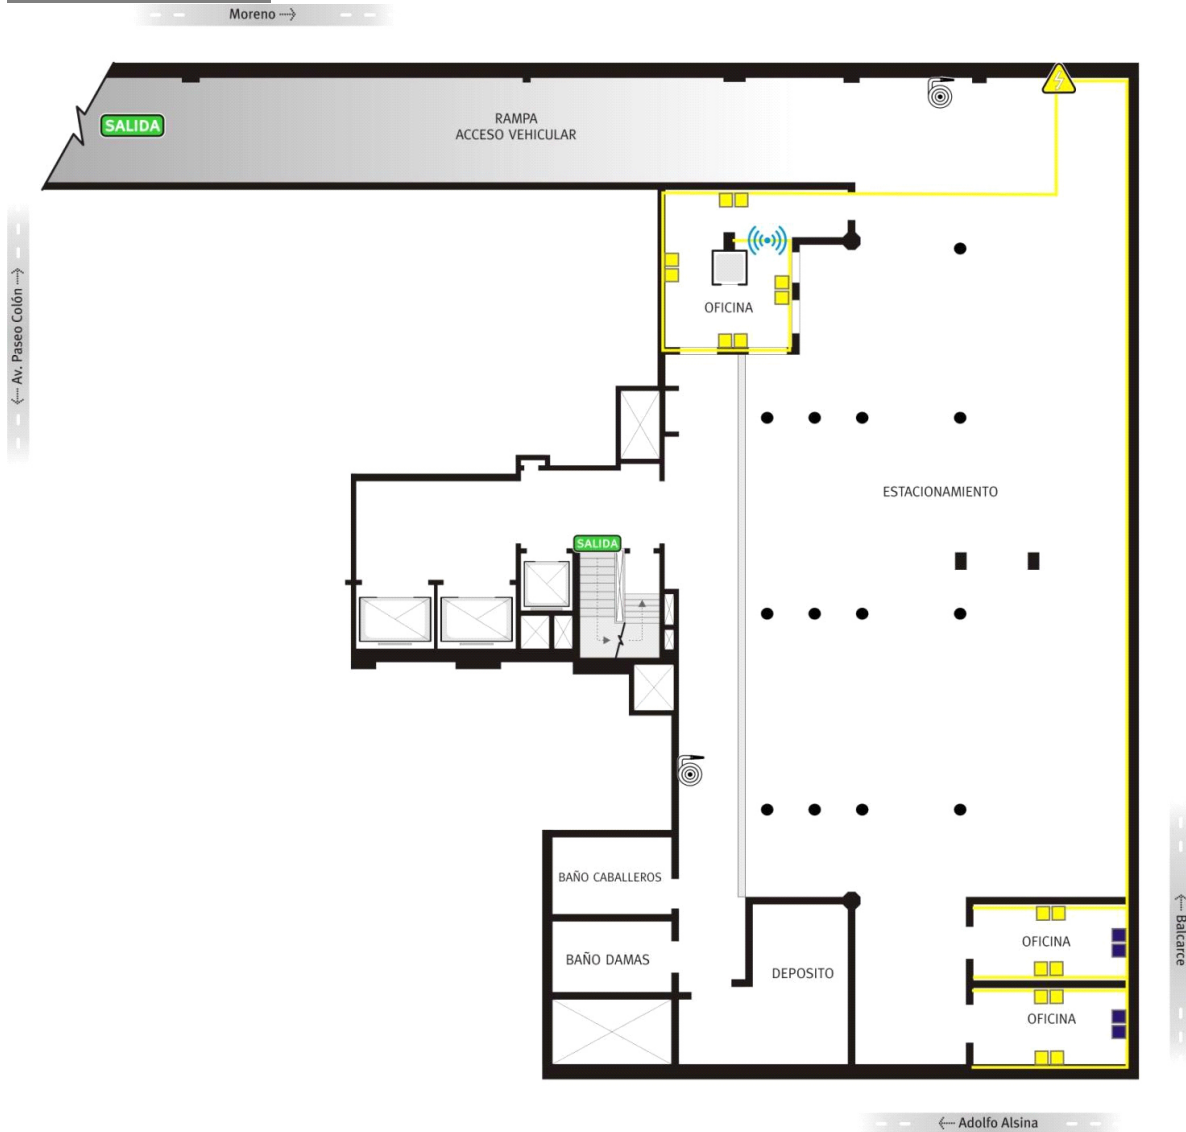 Moreno
SALIDA
RAMPA
ACCESO VEHICULAR
Av. Paseo Colón
OFICINA
ESTACIONAMIENTO
SALIDA
BAÑO CABALLEROS
BAÑO DAMAS
DEPOSITO
OFICINA
OFICINA
Balcarce
Adolfo Alsina